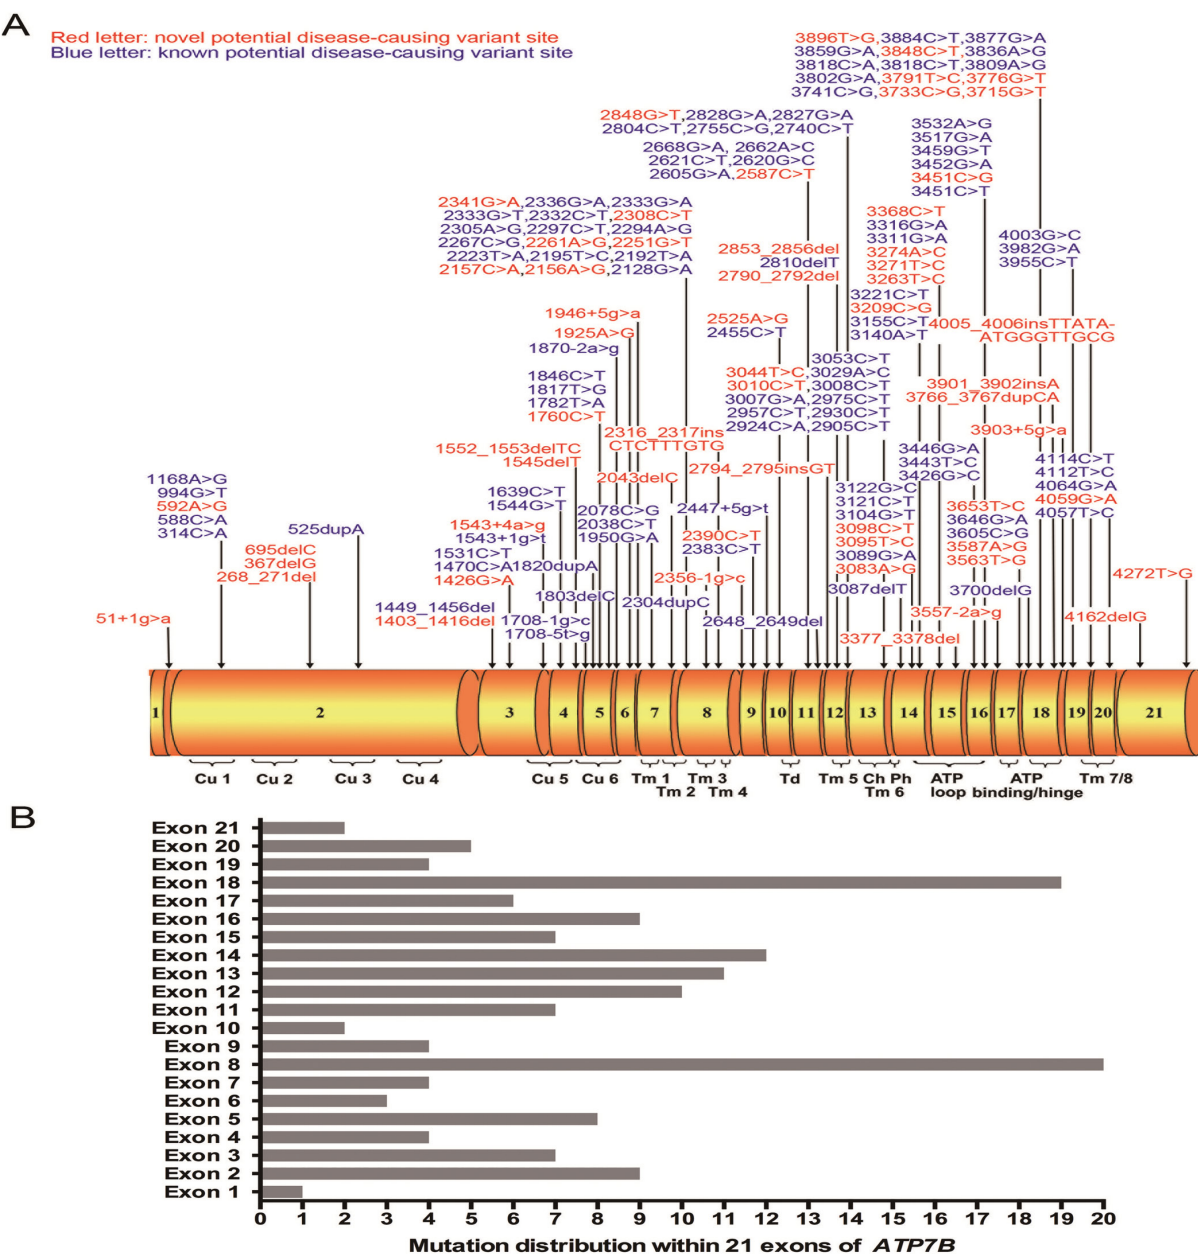 A
Red letter: novel potential disease-causing variant site
Blue letter: known potential disease-causing variant site
3896T>G,3884C>T,3877G>A
3859G>A,3848C>T,3836A>G
3818C>A,3818C>T,3809A>G
3802G>A,3791T>C,3776G>T
3741C>G,3733C>G,3715G>T
2848G>T,2828G>A,2827G>A
2804C>T,2755C>G,2740C>T
2668G>A, 2662A>C
2621C>T, 2620G>C
2605G>A,2587C>T
3532A>G
3517G>A
3459G>T
3452G>A
3451C>G
3451C>T
2341G>A,2336G>A,2333G>A
2333G>T,2332C>T,2308C>T
2305A>G,2297C>T,2294A>G
2267C>G,2261A>G,2251G>T
2223T>A,2195T>C,2192T>A
2157C>A,2156A>G,2128G>A
2853_2856del
2810delT
2790_2792del
3368C>T
3316G>A
3311G>A
3274A>C
3271T>C
3263T>C
4003G>C
3982G>A
3955C>T
3221C>T
3209C>G
3155C>T
3140A>T
4005_4006insTTATA-
ATGGGTTGCG
1946+5g>a
1925A>G
1870-2a>g
2525A>G
2455C>T
1846C>T
1817T>G
1782T>A
1760C>T
3053C>T
3044T>C,3029A>C
3010C>T,3008C>T
3007G>A,2975C>T
2957C>T,2930C>T
2924C>A,2905C>T
3901_3902insA
3766_3767dupCA
3903+5g>a
2316_2317ins
CTCTTTGTG
1552_1553delTC
1545delT
2794_2795insGT
2043delC
3446G>A
3443T>C
3426G>C
4114C>T
4112T>C
4064G>A
4059G>A
4057T>C
1168A>G
994G>T
592A>G
588C>A
314C>A
525dupA
695delC
367delG
268_271del
1639C>T
1544G>T
1543+4a>g
1543+1g>t
1531C>T
1470C>A
1426G>A
1820dupA
2078C>G
2038C>T
1950G>A
2447+5g>t
2390C>T
2383C>T
2356-1g>c
3122G>C
3121C>T
3104G>T
3098C>T
3095T>C
3089G>A
3083A>G
3087delT
3653T>C
3646G>A
3605C>G
3587A>G
3563T>G
3700delG
3557-2a>g
4272T>G
4162delG
51+1g>a
1449_1456del
1403_1416del
1803delC
1708-1g>c
1708-5t>g
2304dupC
2648_2649del
3377_3378del
1 2 3 4 5 6 7 8 9 10 11 12 13 14 15 16 17 18 19 20 21
Cu 1 Cu 2 Cu 3 Cu 4 Cu 5 Cu 6 Tm 1 Tm 3 Td Tm 5 Ch Ph ATP ATP Tm 7/8
Tm 2 Tm 4 Tm 6 loop binding/hinge
B
Exon 21
Exon 20
Exon 19
Exon 18
Exon 17
Exon 16
Exon 15
Exon 14
Exon 13
Exon 12
Exon 11
Exon 10
Exon 9
Exon 8
Exon 7
Exon 6
Exon 5
Exon 4
Exon 3
Exon 2
Exon 1
0 1 2 3 4 5 6 7 8 9 10 11 12 13 14 15 16 17 18 19 20
Mutation distribution within 21 exons of ATP7B